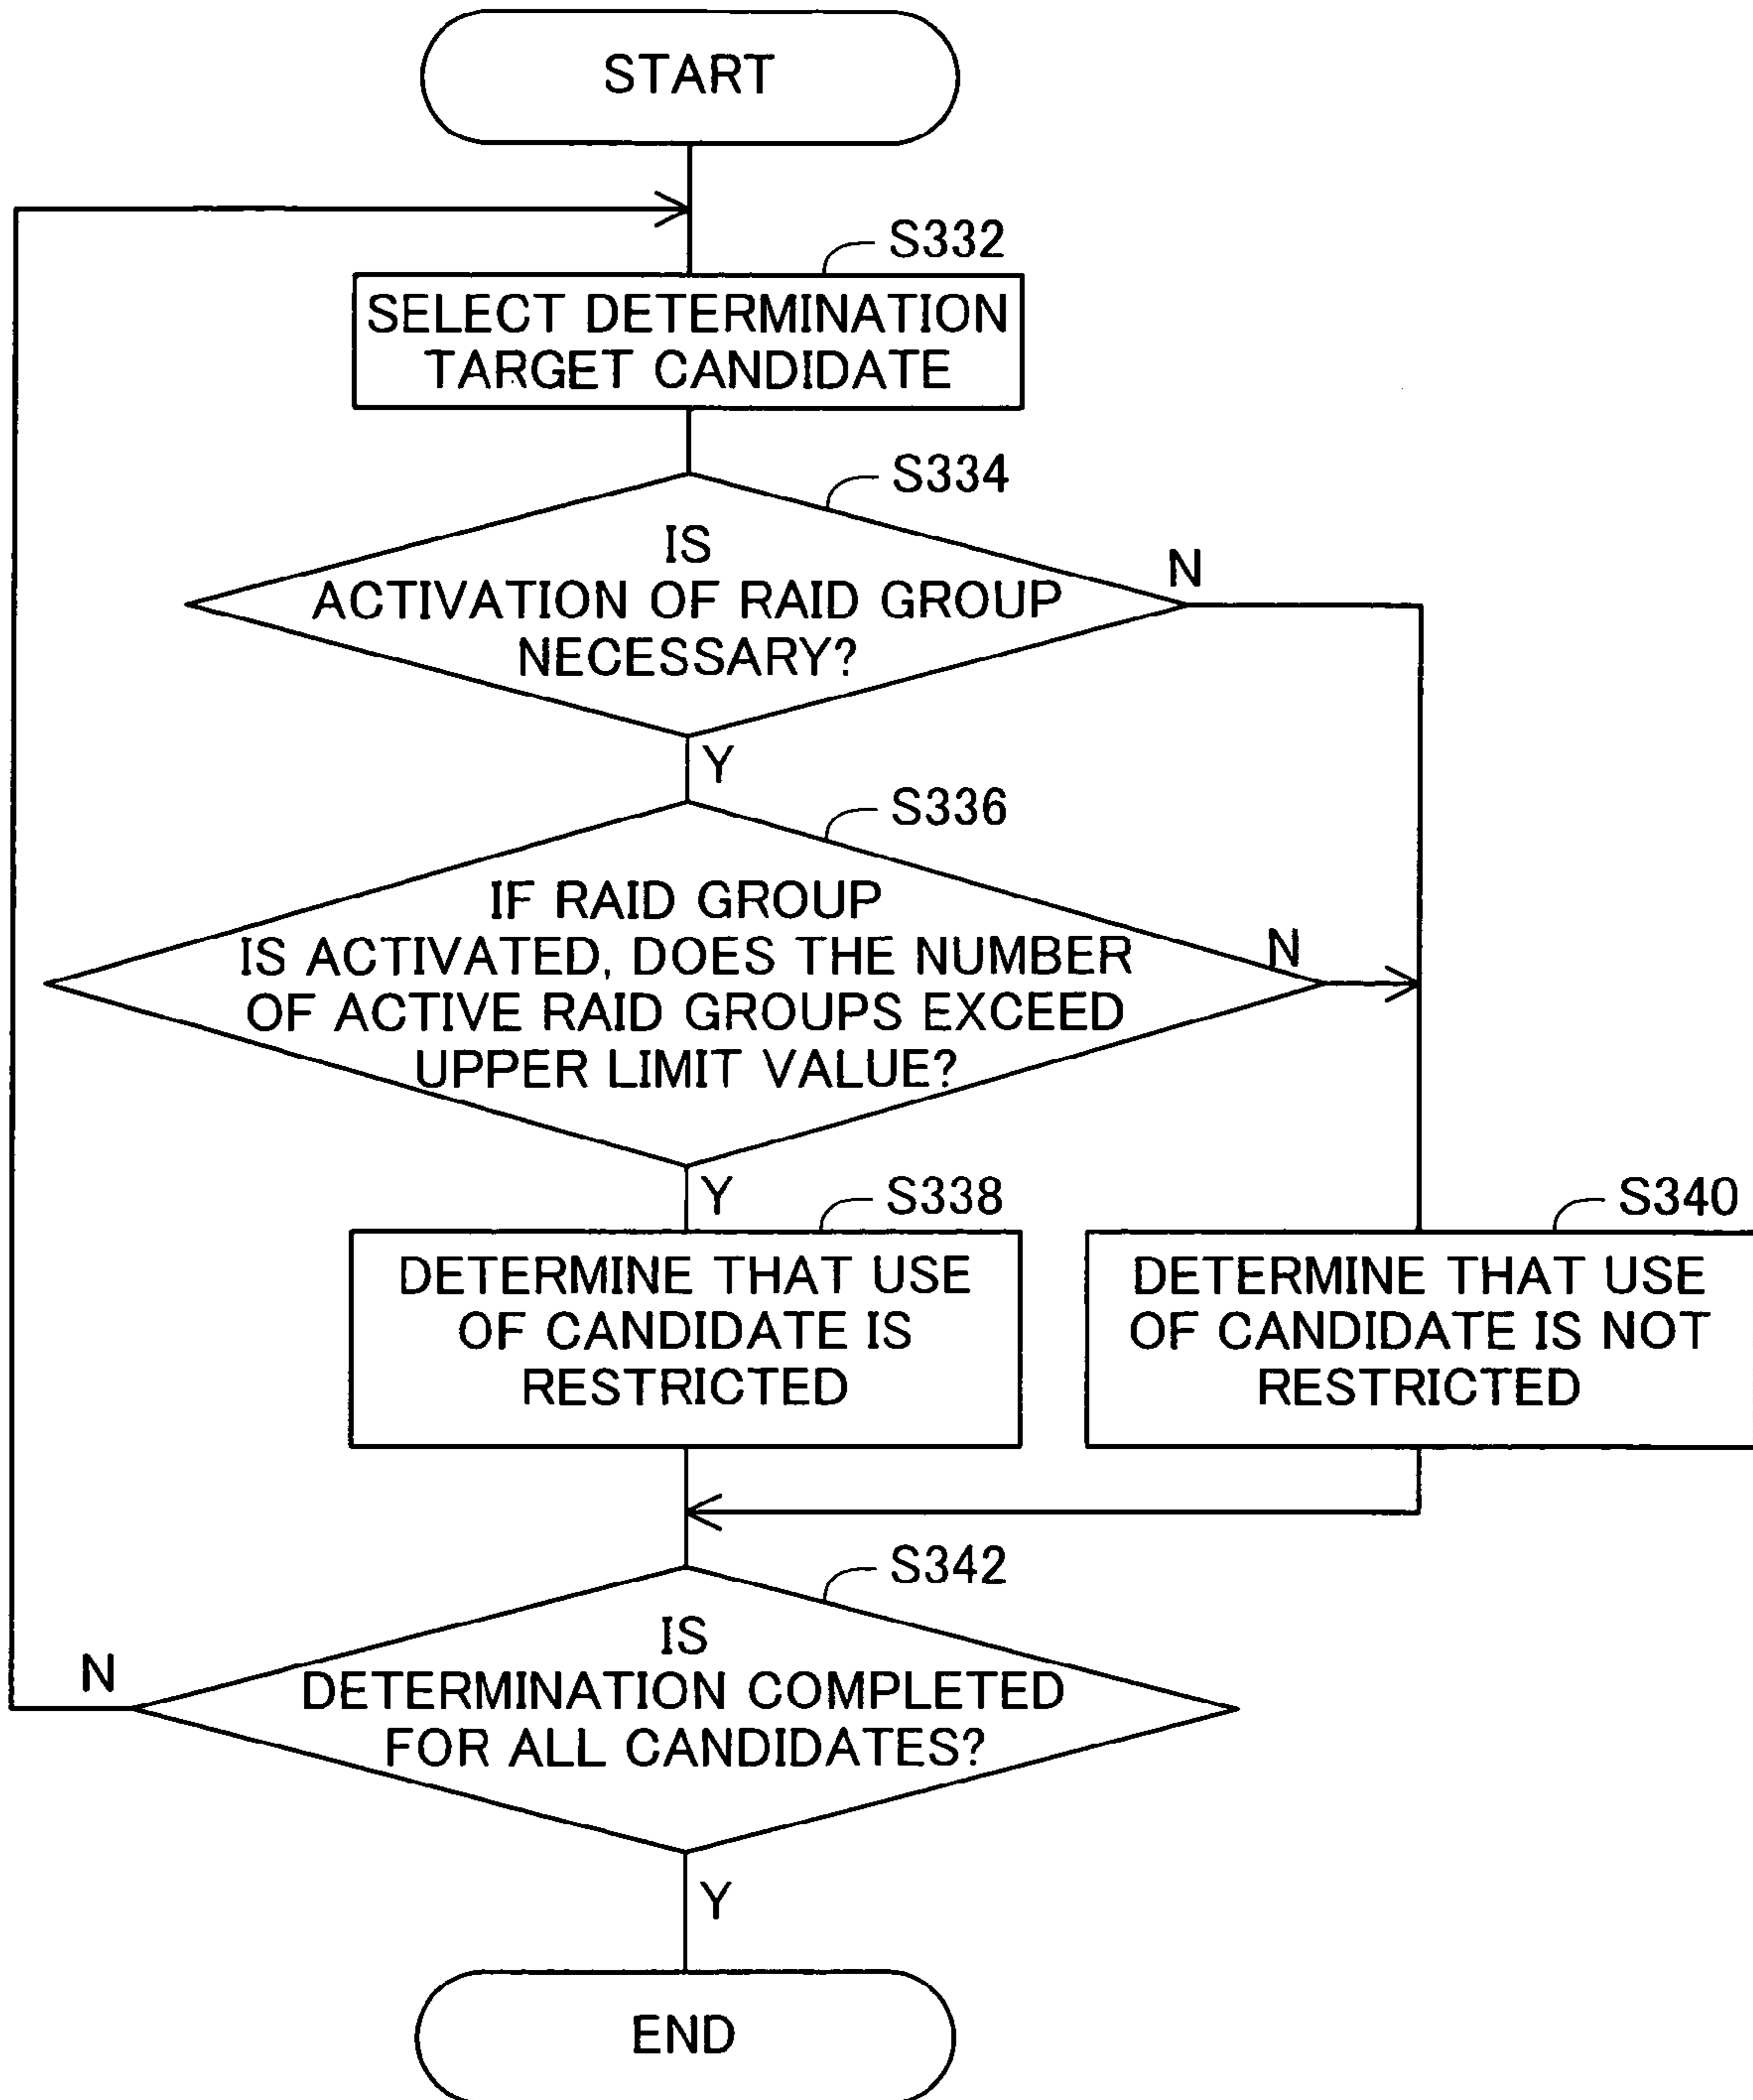 START
S332
SELECT DETERMINATION
TARGET CANDIDATE
S334
IS
ACTIVATION OF RAID GROUP
NECESSARY?
N
Y
S336
IF RAID GROUP
IS ACTIVATED, DOES THE NUMBER
OF ACTIVE RAID GROUPS EXCEED
UPPER LIMIT VALUE?
N
Y
S338
DETERMINE THAT USE
OF CANDIDATE IS
RESTRICTED
S340
DETERMINE THAT USE
OF CANDIDATE IS NOT
RESTRICTED
S342
IS
DETERMINATION COMPLETED
FOR ALL CANDIDATES?
N
Y
END